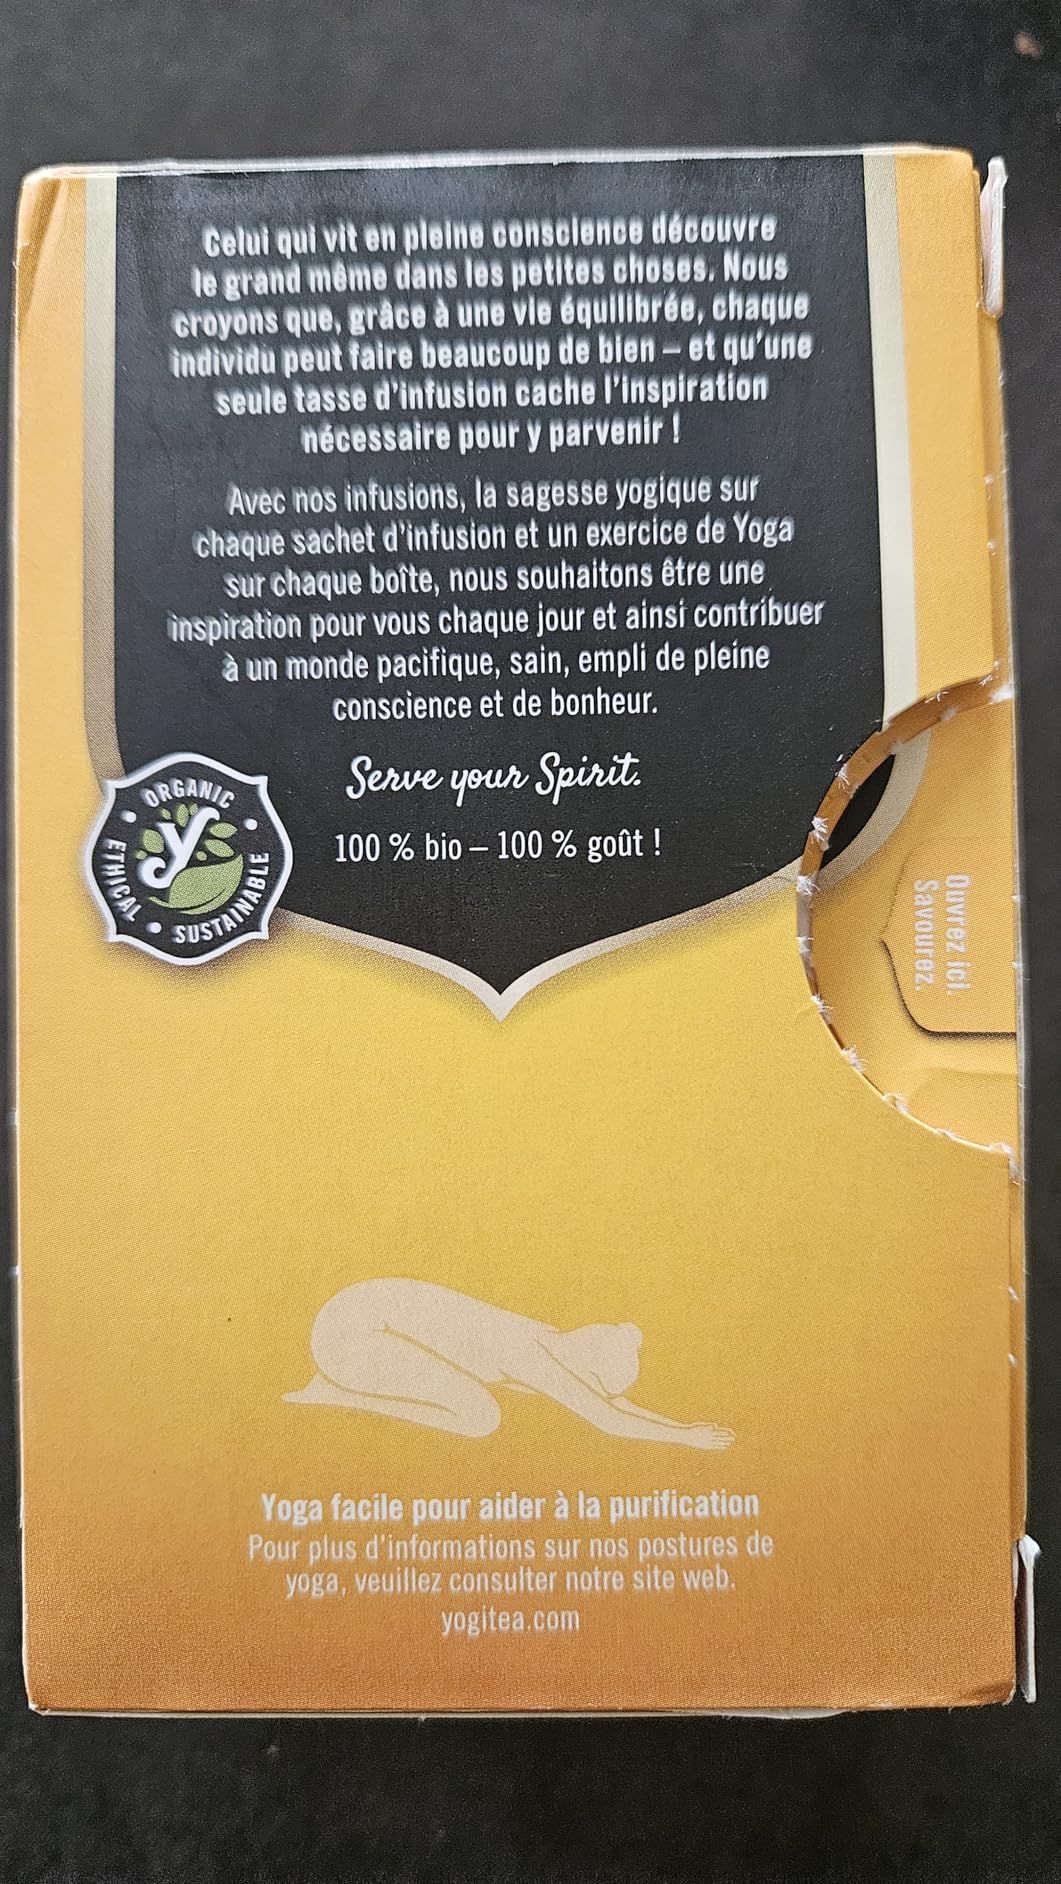 Celui qui vit en pleine conscience découvre
le grand même dans les petites choses. Nous
croyons que, grâce à une vie équilibrée, chaque
individu peut faire beaucoup de bien – et qu'une
seule tasse d'infusion cache l'inspiration
nécessaire pour y parvenir !
Avec nos infusions, la sagesse yogique sur
chaque sachet d'infusion et un exercice de Yoga
sur chaque boîte, nous souhaitons être une
inspiration pour vous chaque jour et ainsi contribuer
à un monde pacifique, sain, empli de pleine
conscience et de bonheur.
Serve your Spirit.
100 % bio – 100 % goût !
ORGANIC
ETHICAL • SUSTAINABLE
y.
Ouvrez ici.
Savourez.
Yoga facile pour aider à la purification
Pour plus d'informations sur nos postures de
yoga, veuillez consulter notre site web.
yogitea.com